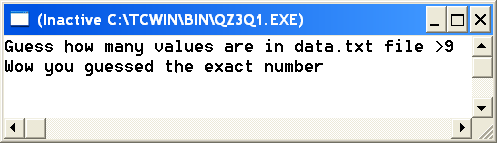 (Inactive C:\TCWIN\BIN\QZ3Q1.EXE)
Guess how many values are in data.txt file >9
Wow you guessed the exact number